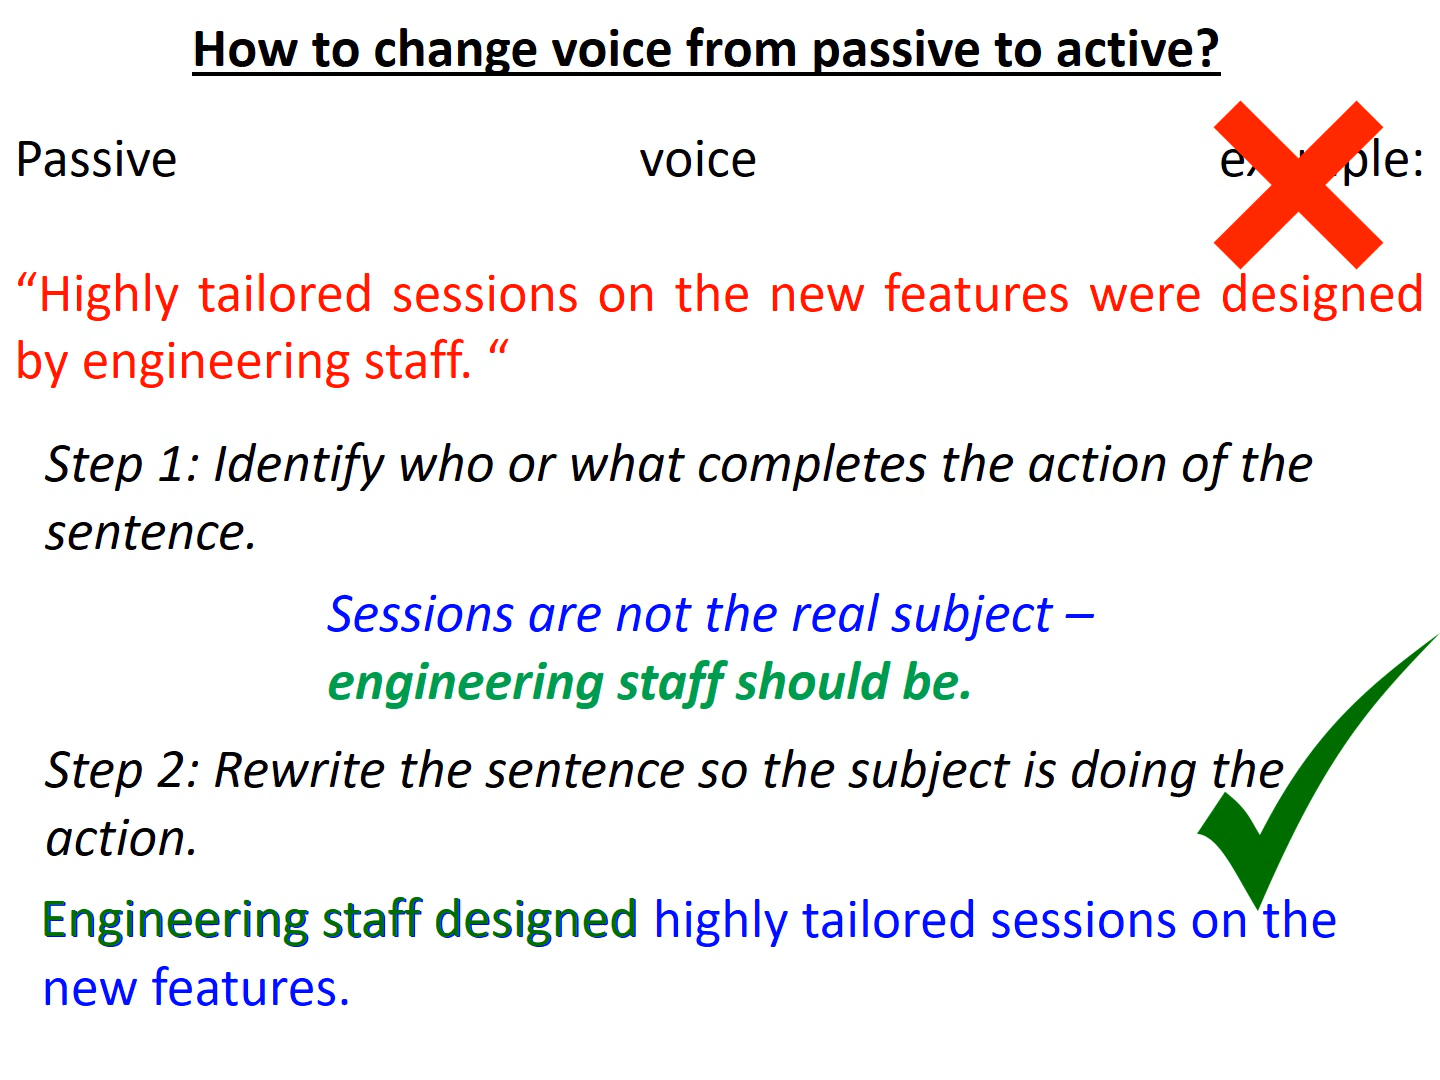 How to change voice from passive to active?
Passive voice example:
“Highly tailored sessions on the new features were designed
by engineering staff. “
Step 1: Identify who or what completes the action of the
sentence.
Sessions are not the real subject –
engineering staff should be.
Step 2: Rewrite the sentence so the subject is doing the
action.
Engineering staff designed highly tailored sessions on the
new features.